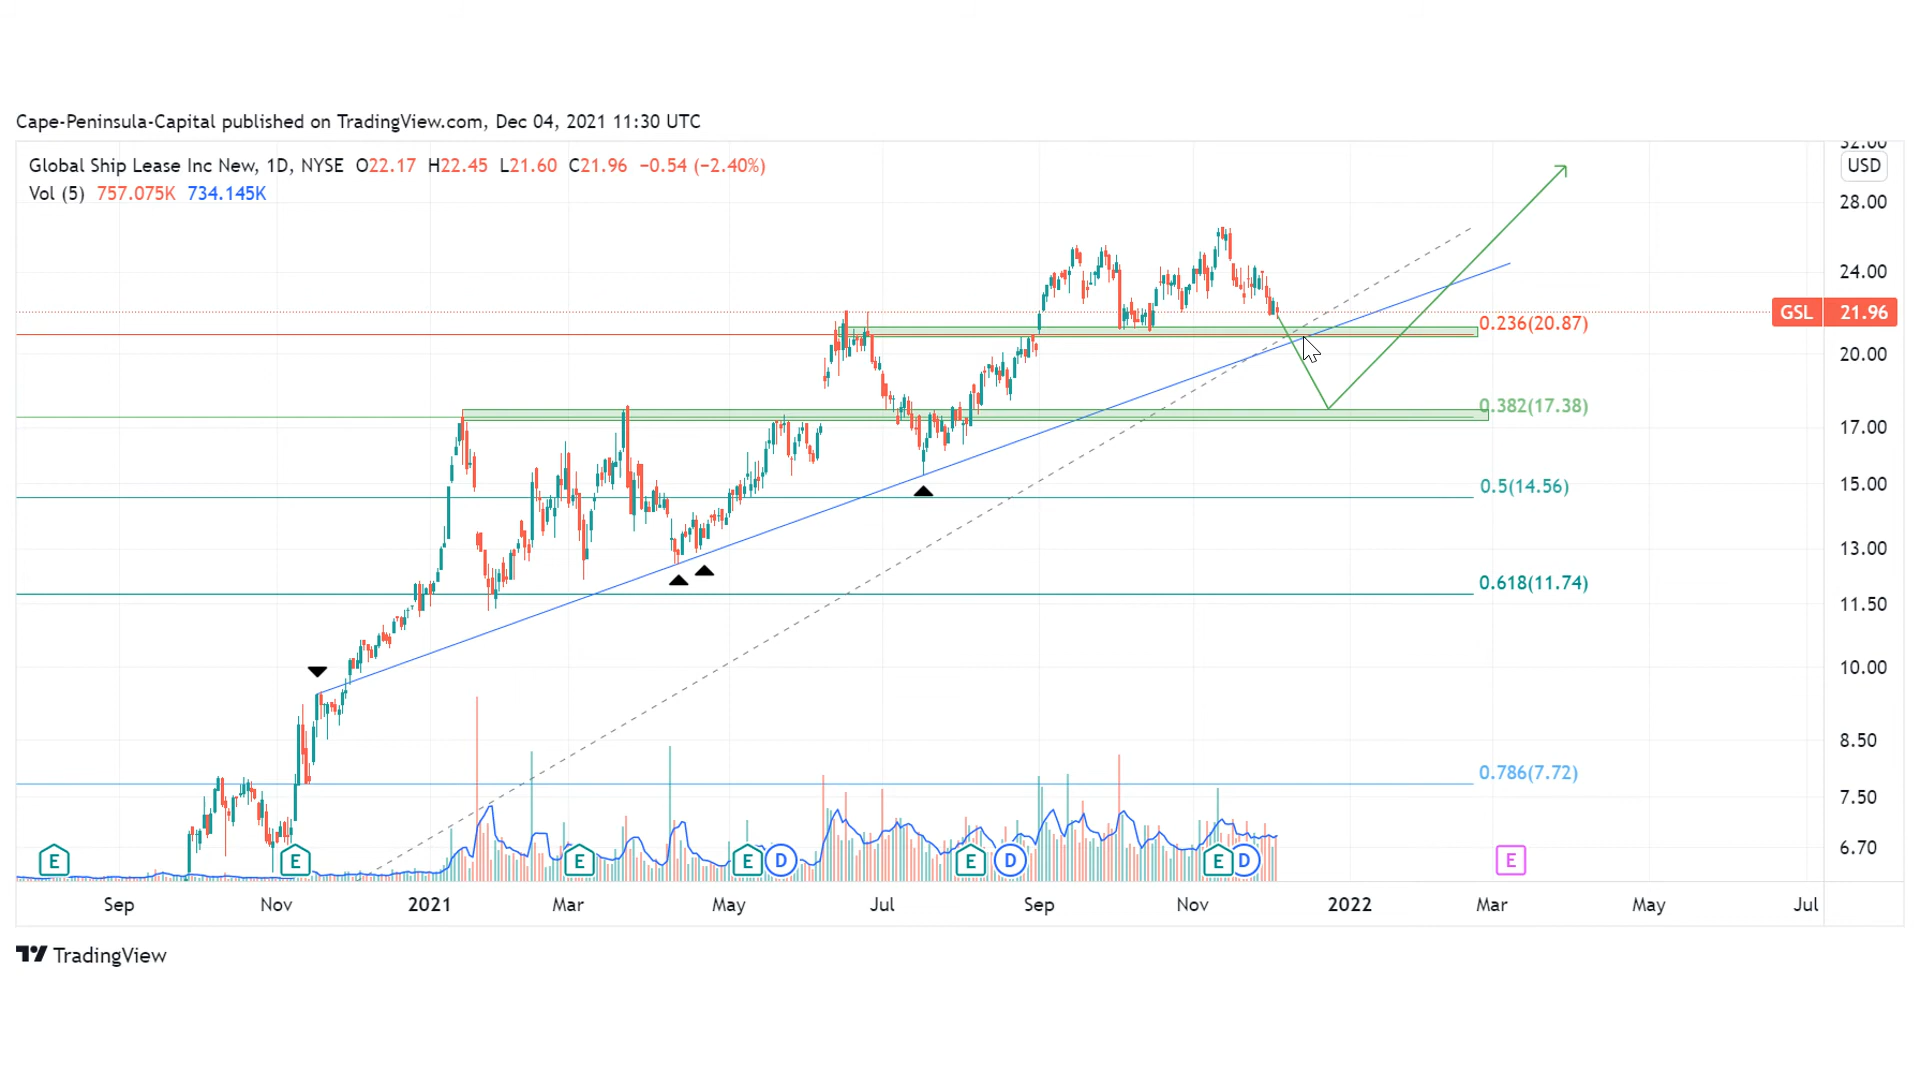 Cape-Peninsula-Capital published on TradingView.com, Dec 04, 2021 11:30 UTC
Global Ship Lease Inc New, 1D, NYSE O22.17 H22.45 L21.60 C21.96 −0.54 (−2.40%)
Vol (5) 757.075K 734.145K
32.00
USD
28.00
24.00
GSL 21.96
0.236(20.87)
20.00
0.382(17.38)
17.00
0.5(14.56)
15.00
13.00
0.618(11.74)
11.50
10.00
8.50
0.786(7.72)
7.50
6.70
E E E E D E D E D E
Sep Nov 2021 Mar May Jul Sep Nov 2022 Mar May Jul
TradingView